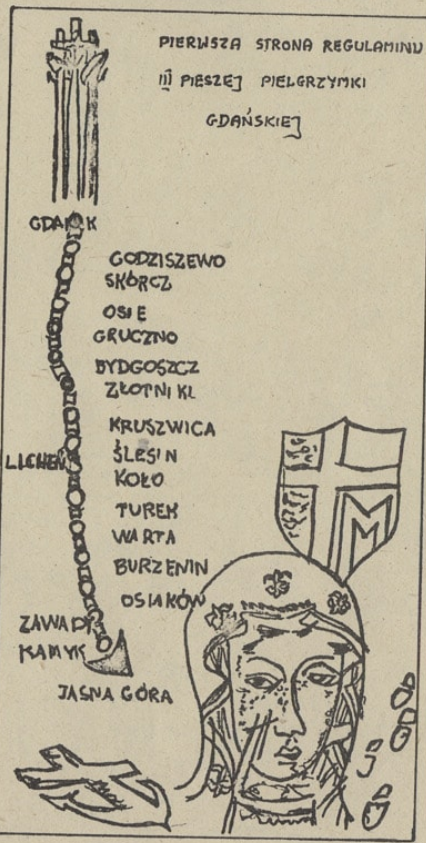 PIERWSZA STRONA REGULAMINU
III PIESZEJ PIELGRZYMKI
GDAŃSKIEJ
GDAŃSK
GODZISZEWO
SKÓRCZ
OSIE
GRUCZNO
BYDGOSZCZ
ZŁOTNIKI
KRUSZWICA
LICHEŃ
ŚLESIN
KOŁO
TUREK
WARTA
BURZENIN
OSIAKÓW
ZAWADY
KAMYK
JASNA GÓRA